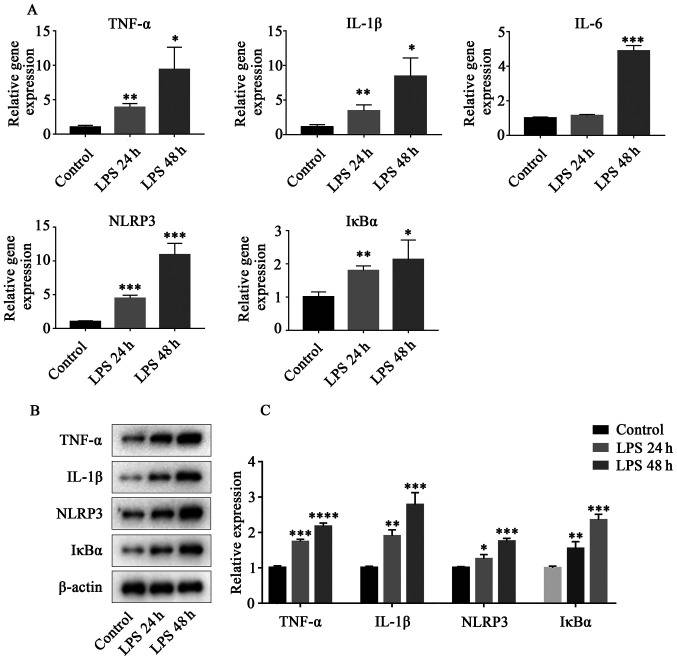 A
TNF-α
Relative gene
expression
15
10
5
0
**
*
Control
LPS 24 h
LPS 48 h
IL-1β
Relative gene
expression
15
10
5
0
**
*
Control
LPS 24 h
LPS 48 h
IL-6
Relative gene
expression
6
4
2
0
***
Control
LPS 24 h
LPS 48 h
NLRP3
Relative gene
expression
15
10
5
0
***
***
Control
LPS 24 h
LPS 48 h
IκBα
Relative gene
expression
3
2
1
0
**
*
Control
LPS 24 h
LPS 48 h
B
TNF-α
IL-1β
NLRP3
IκBα
β-actin
Control
LPS 24 h
LPS 48 h
C
Control
LPS 24 h
LPS 48 h
Relative expression
4
3
2
1
0
*** ****
** ***
* ***
** ***
TNF-α IL-1β NLRP3 IκBα